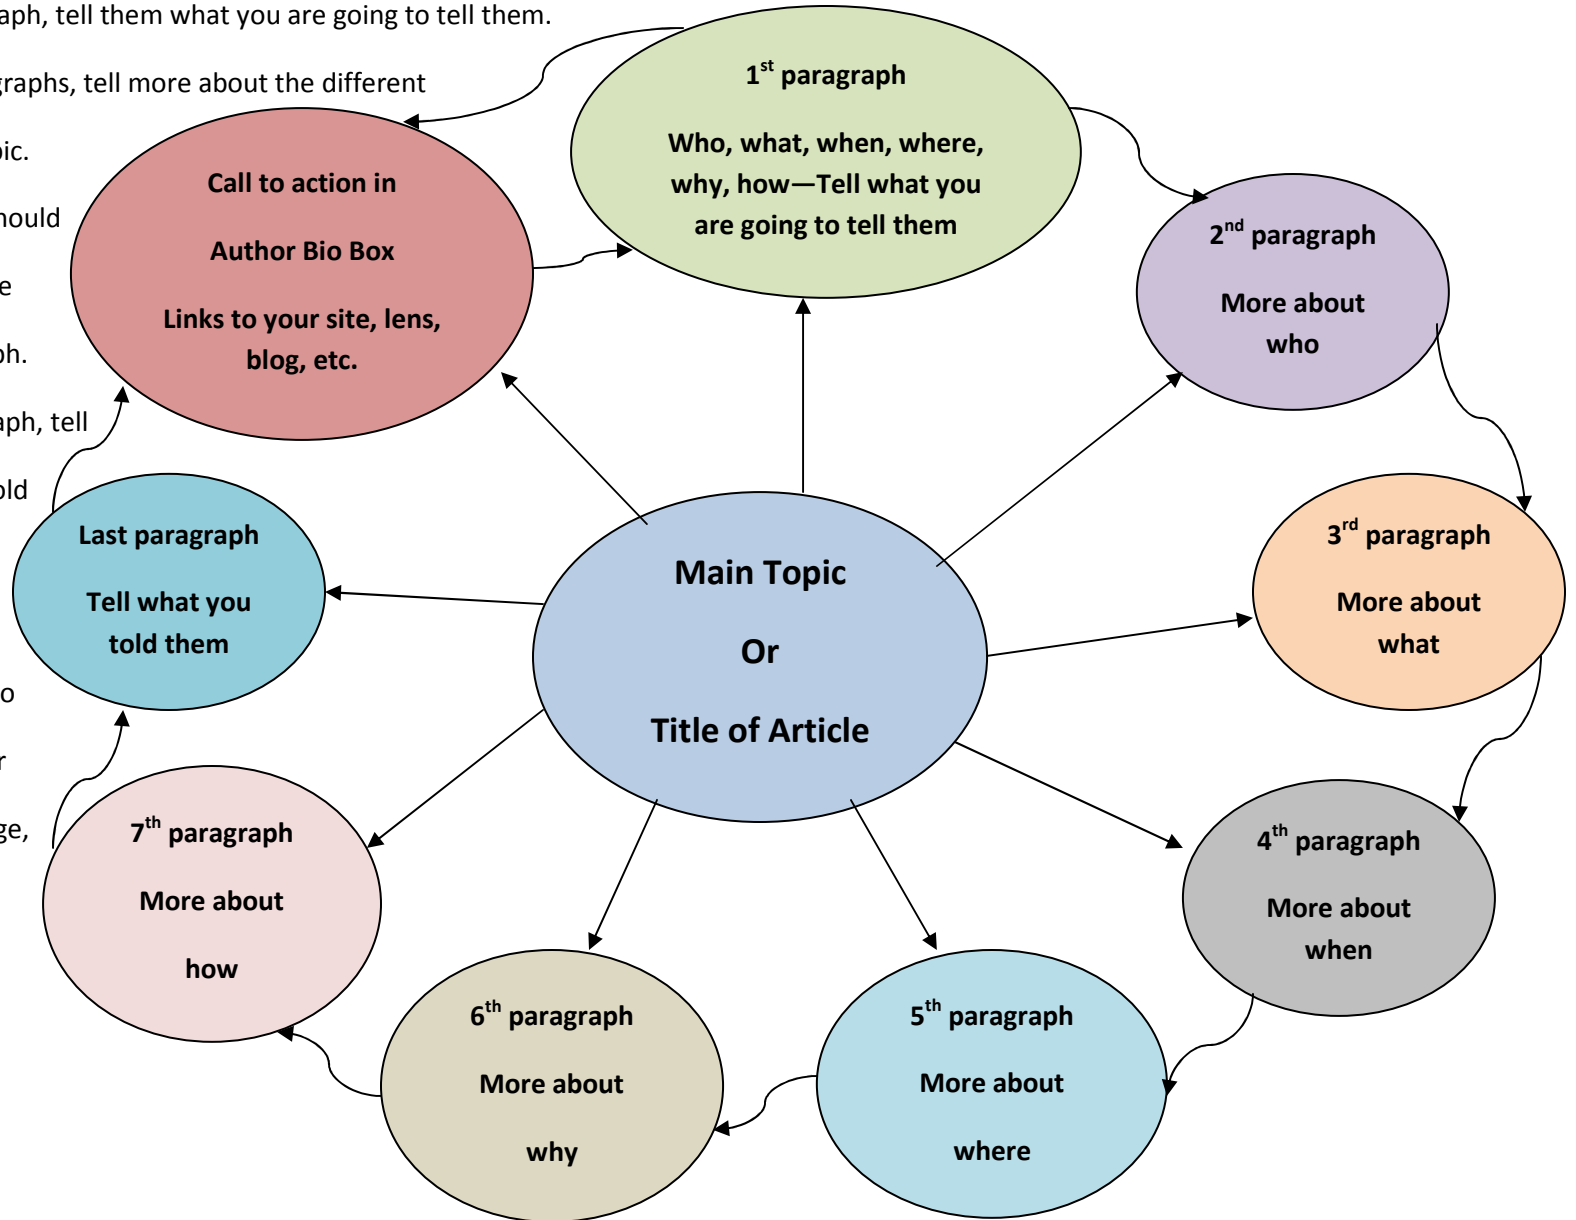 aph, tell them what you are going to tell them.
graphs, tell more about the different
pic.
hould
e
ph.
aph, tell
old
o
r
ge,
1st paragraph
Who, what, when, where,
why, how—Tell what you
are going to tell them
2nd paragraph
More about
who
3rd paragraph
More about
what
4th paragraph
More about
when
5th paragraph
More about
where
6th paragraph
More about
why
7th paragraph
More about
how
Last paragraph
Tell what you
told them
Call to action in
Author Bio Box
Links to your site, lens,
blog, etc.
Main Topic
Or
Title of Article